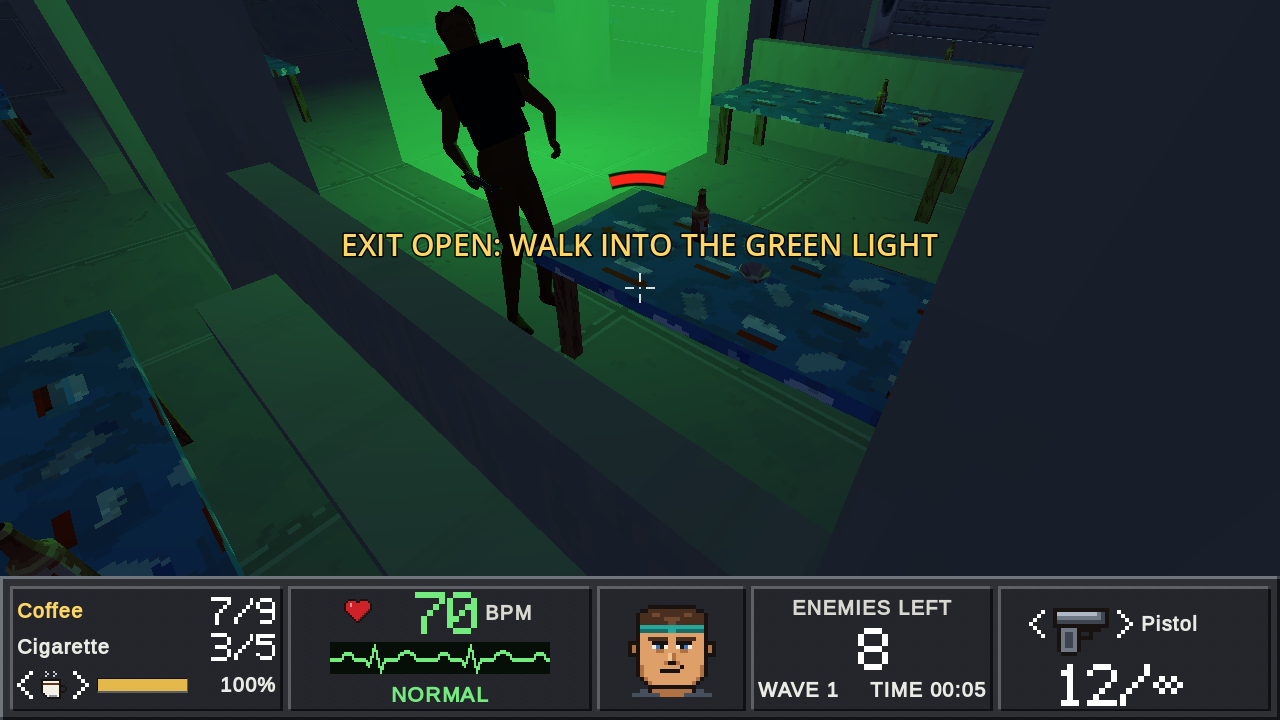 EXIT OPEN: WALK INTO THE GREEN LIGHT
Coffee 7/9
Cigarette 3/5
100%
70 BPM
NORMAL
ENEMIES LEFT
8
WAVE 1 TIME 00:05
Pistol
12/∞